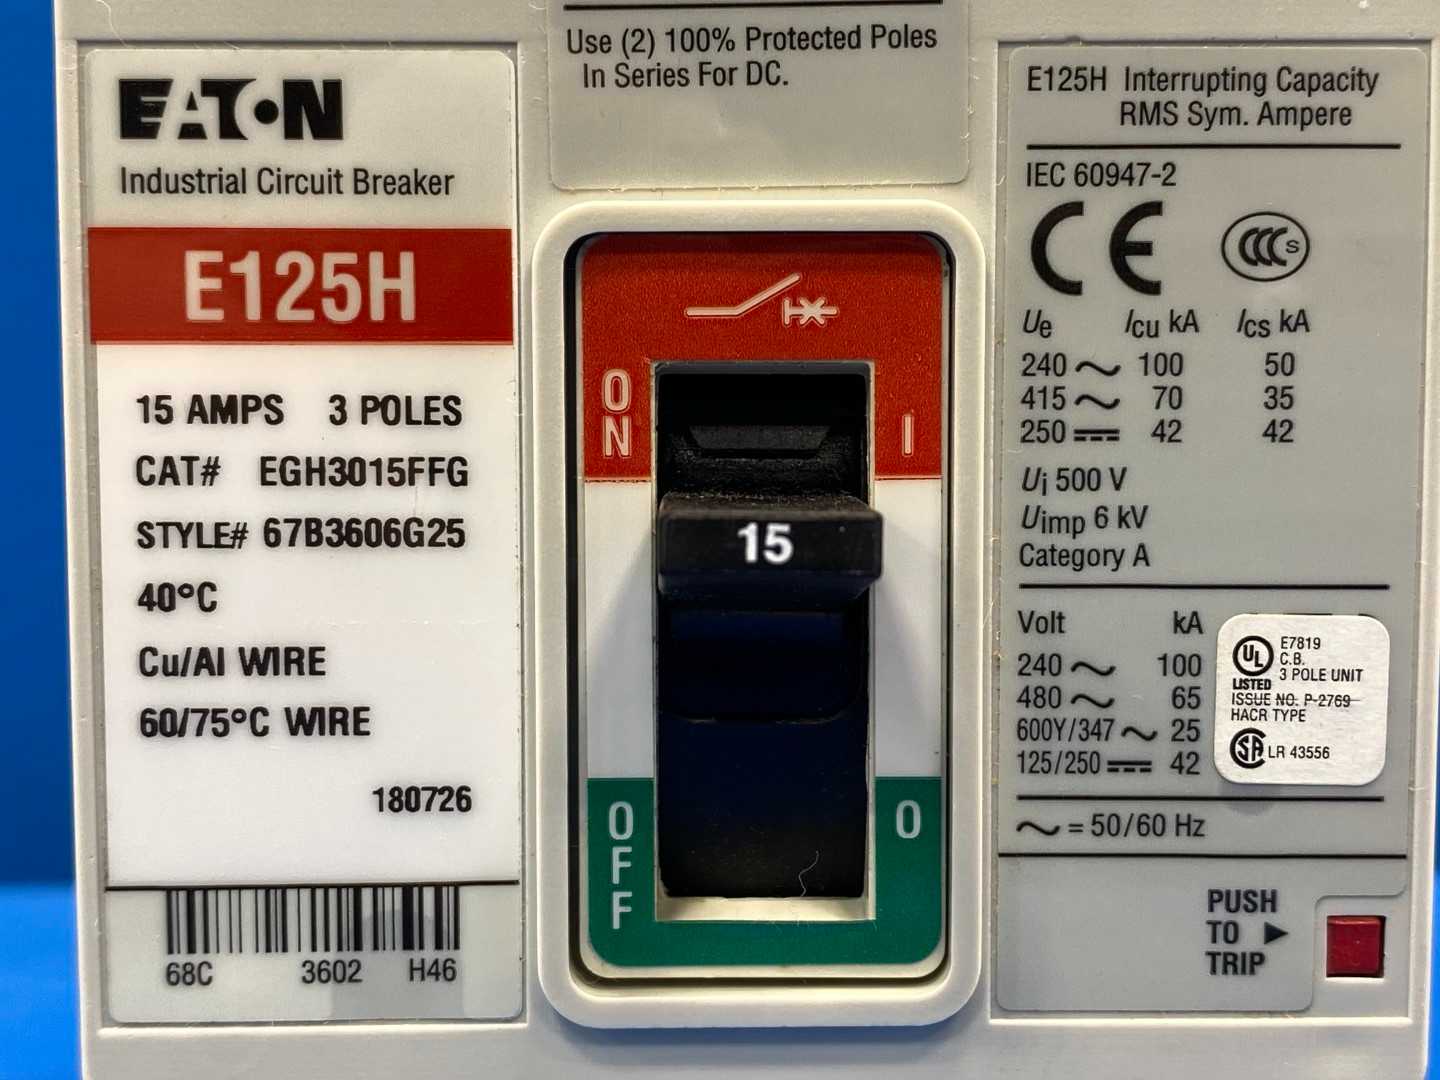 EATON
Industrial Circuit Breaker
E125H
15 AMPS 3 POLES
CAT# EGH3015FFG
STYLE# 67B3606G25
40°C
Cu/Al WIRE
60/75°C WIRE
180726
68C 3602 H46
Use (2) 100% Protected Poles
In Series For DC.
ON I
15
OFF O
E125H Interrupting Capacity
RMS Sym. Ampere
IEC 60947-2
CE CCC S
Ue Icu kA Ics kA
240 ~ 100 50
415 ~ 70 35
250 ⎓ 42 42
Ui 500 V
Uimp 6 kV
Category A
Volt kA
240 ~ 100
480 ~ 65
600Y/347 ~ 25
125/250 ⎓ 42
~ = 50/60 Hz
UL LISTED
E7819
C.B.
3 POLE UNIT
ISSUE NO. P-2769
HACR TYPE
SA LR 43556
PUSH
TO ▶
TRIP